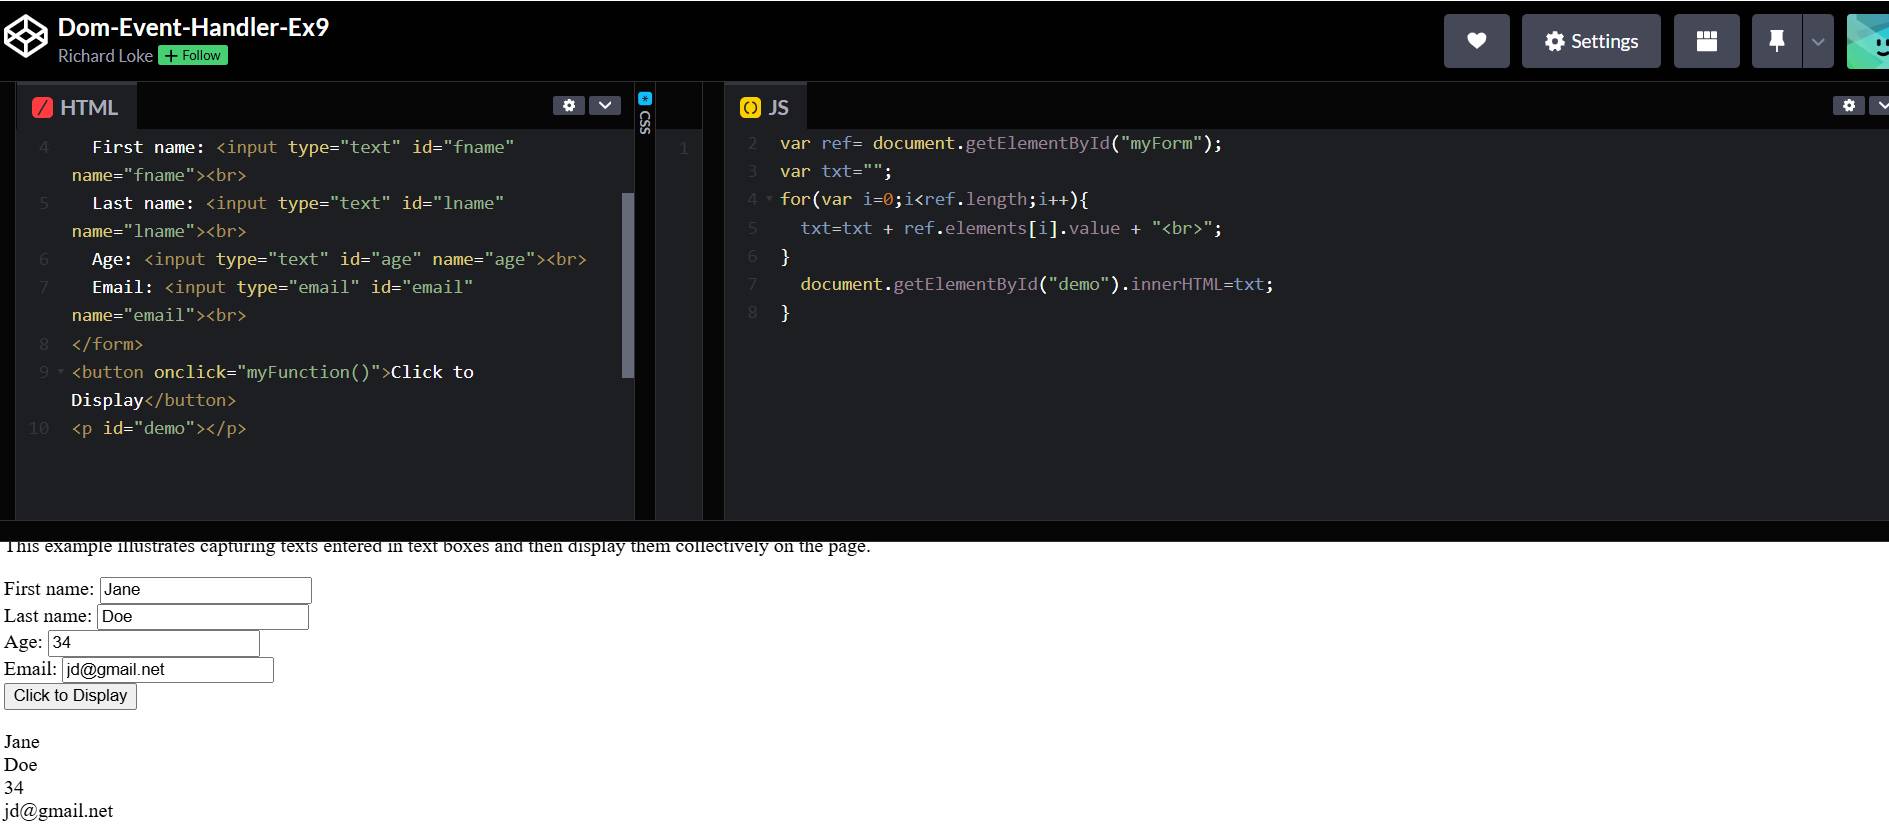 Dom-Event-Handler-Ex9
Richard Loke + Follow
Settings
HTML
4 First name: <input type="text" id="fname"
name="fname"><br>
5 Last name: <input type="text" id="lname"
name="lname"><br>
6 Age: <input type="text" id="age" name="age"><br>
7 Email: <input type="email" id="email"
name="email"><br>
8 </form>
9 <button onclick="myFunction()">Click to
Display</button>
10 <p id="demo"></p>
* CSS
1
JS
2 var ref= document.getElementById("myForm");
3 var txt="";
4 for(var i=0;i<ref.length;i++){
5 txt=txt + ref.elements[i].value + "<br>";
6 }
7 document.getElementById("demo").innerHTML=txt;
8 }
This example illustrates capturing texts entered in text boxes and then display them collectively on the page.
First name: Jane
Last name: Doe
Age: 34
Email: jd@gmail.net
Click to Display
Jane
Doe
34
jd@gmail.net